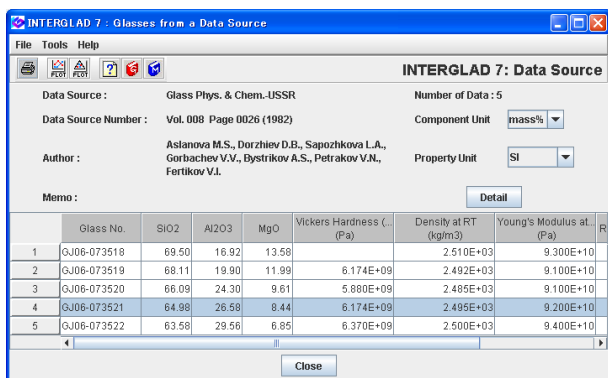 INTERGLAD 7 : Glasses from a Data Source
File Tools Help
PLOT PLOT ? G M INTERGLAD 7: Data Source
Data Source : Glass Phys. & Chem.-USSR Number of Data : 5
Data Source Number : Vol. 008 Page 0026 (1982) Component Unit mass%
Author : Aslanova M.S., Dorzhiev D.B., Sapozhkova L.A.,
Gorbachev V.V., Bystrikov A.S., Petrakov V.N.,
Fertikov V.I.
Property Unit SI
Memo : Detail
Glass No. SiO2 Al2O3 MgO Vickers Hardness (... (Pa) Density at RT (kg/m3) Young's Modulus at... (Pa) R
1 GJ06-073518 69.50 16.92 13.58 2.510E+03 9.300E+10
2 GJ06-073519 68.11 19.90 11.99 6.174E+09 2.492E+03 9.100E+10
3 GJ06-073520 66.09 24.30 9.61 5.880E+09 2.485E+03 9.100E+10
4 GJ06-073521 64.98 26.58 8.44 6.174E+09 2.495E+03 9.200E+10
5 GJ06-073522 63.58 29.56 6.85 6.370E+09 2.500E+03 9.400E+10
Close